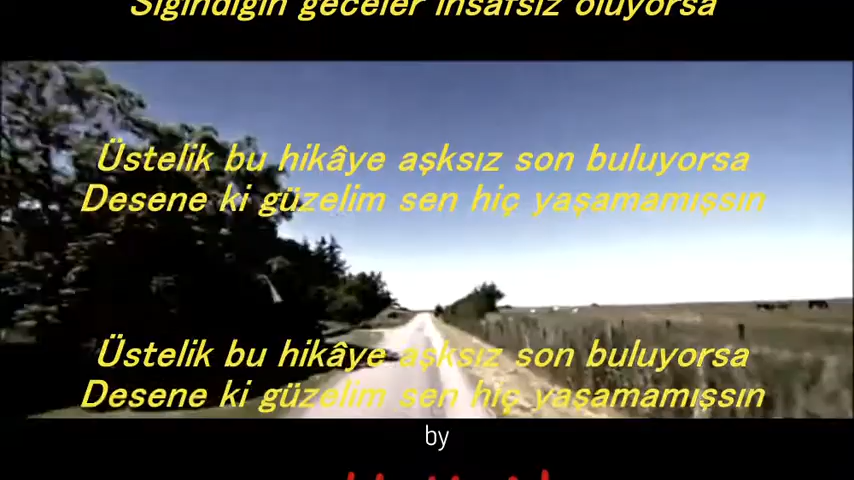 Sığındığın geceler insafsız oluyorsa
Üstelik bu hikâye aşksız son buluyorsa
Desene ki güzelim sen hiç yaşamamışsın
Üstelik bu hikâye aşksız son buluyorsa
Desene ki güzelim sen hiç yaşamamışsın
by